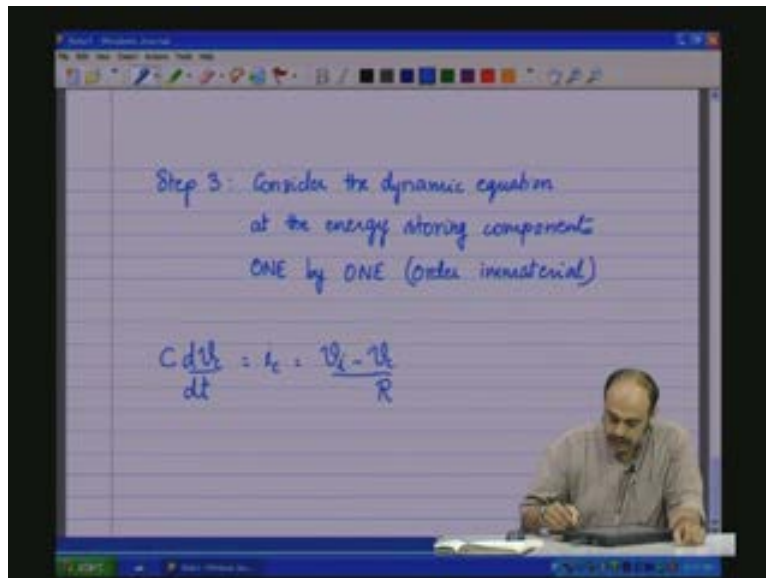 Step 3: Consider the dynamic equation
at the energy storing components
ONE by ONE (order immaterial)
C dv_c/dt = i_c = (v_i - v_c)/R